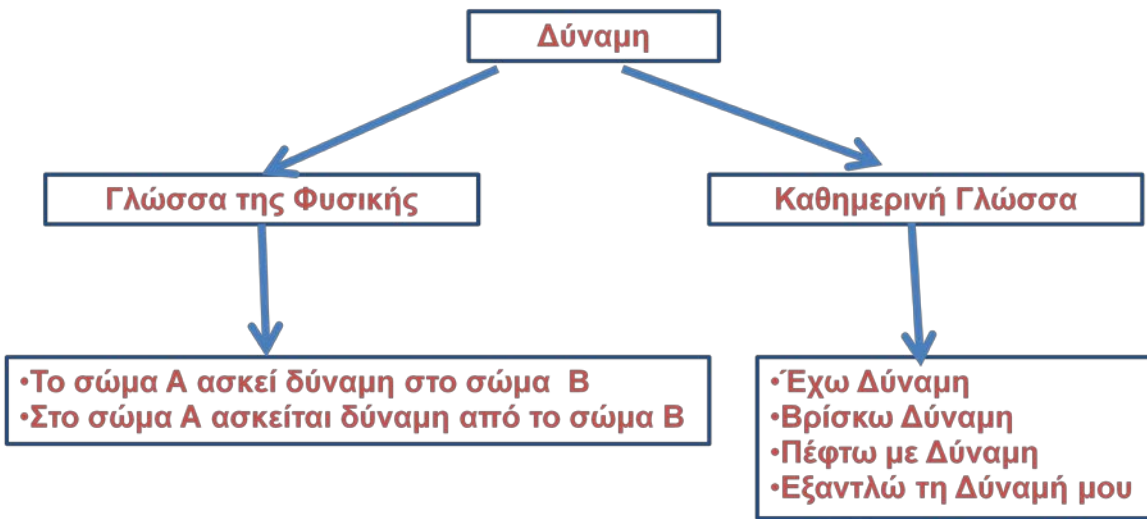 Δύναμη
Γλώσσα της Φυσικής
Καθημερινή Γλώσσα
•Το σώμα Α ασκεί δύναμη στο σώμα Β
•Στο σώμα Α ασκείται δύναμη από το σώμα Β
•Έχω Δύναμη
•Βρίσκω Δύναμη
•Πέφτω με Δύναμη
•Εξαντλώ τη Δύναμή μου